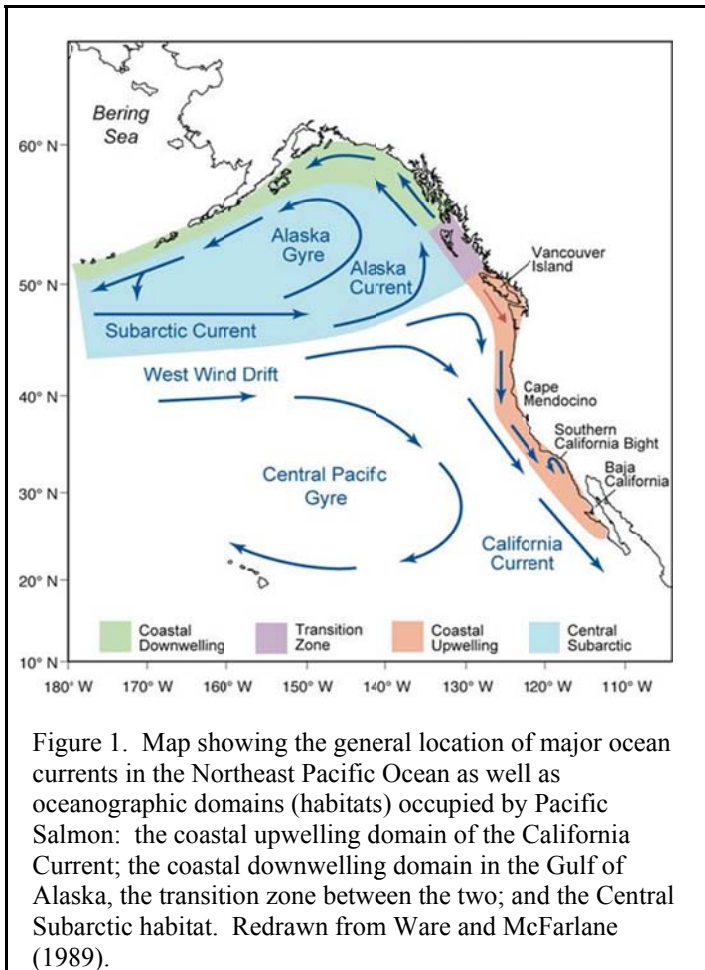 Bering
Sea
60° N
50° N
40° N
30° N
20° N
10° N
Alaska
Gyre
Alaska
Current
Subarctic Current
West Wind Drift
Central Pacifc
Gyre
California
Current
Vancouver
Island
Cape
Mendocino
Southern
California Bight
Baja
California
Coastal
Downwelling
Transition
Zone
Coastal
Upwelling
Central
Subarctic
180° W 170° W 160° W 150° W 140° W 130° W 120° W 110° W
Figure 1. Map showing the general location of major ocean
currents in the Northeast Pacific Ocean as well as
oceanographic domains (habitats) occupied by Pacific
Salmon: the coastal upwelling domain of the California
Current; the coastal downwelling domain in the Gulf of
Alaska, the transition zone between the two; and the Central
Subarctic habitat. Redrawn from Ware and McFarlane
(1989).